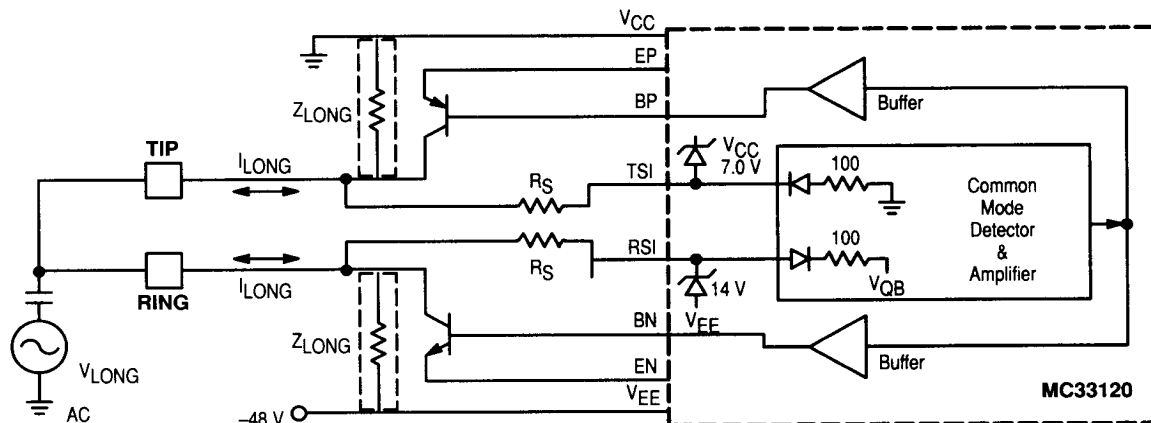 VCC
EP
BP
Buffer
ZLONG
TIP
ILONG
RS
TSI
VCC
7.0 V
100
Common
Mode
Detector
&
Amplifier
RING
ILONG
RS
RSI
14 V
VEE
100
VQB
ZLONG
BN
EN
Buffer
VLONG
AC
VEE
–48 V
MC33120